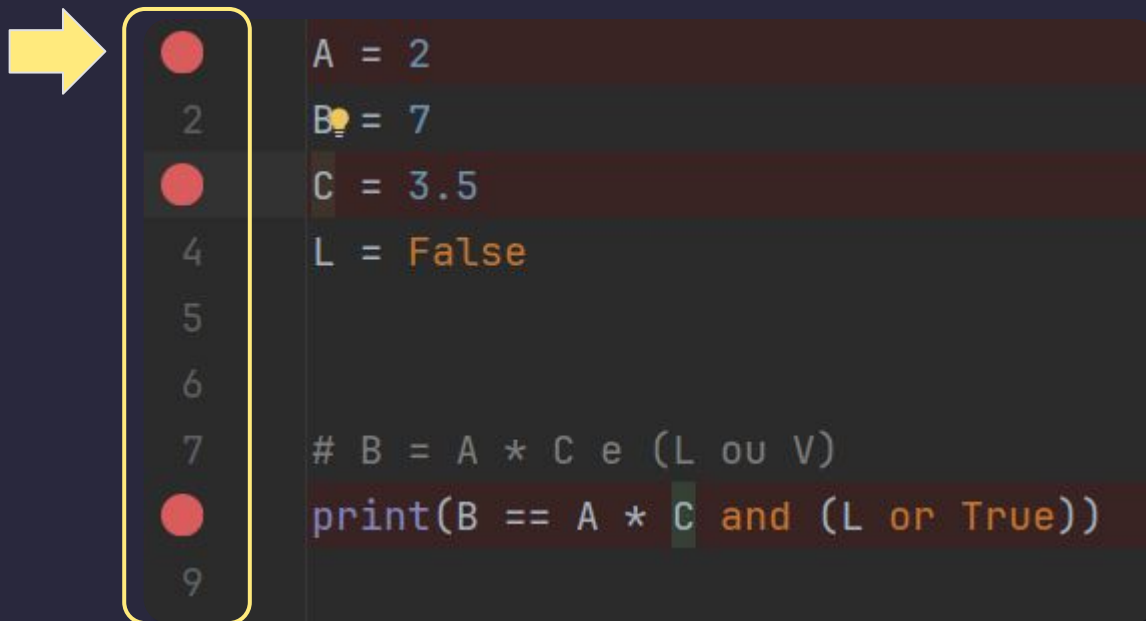 A = 2
2 B = 7
C = 3.5
4 L = False
5
6
7 # B = A * C e (L ou V)
print(B == A * C and (L or True))
9